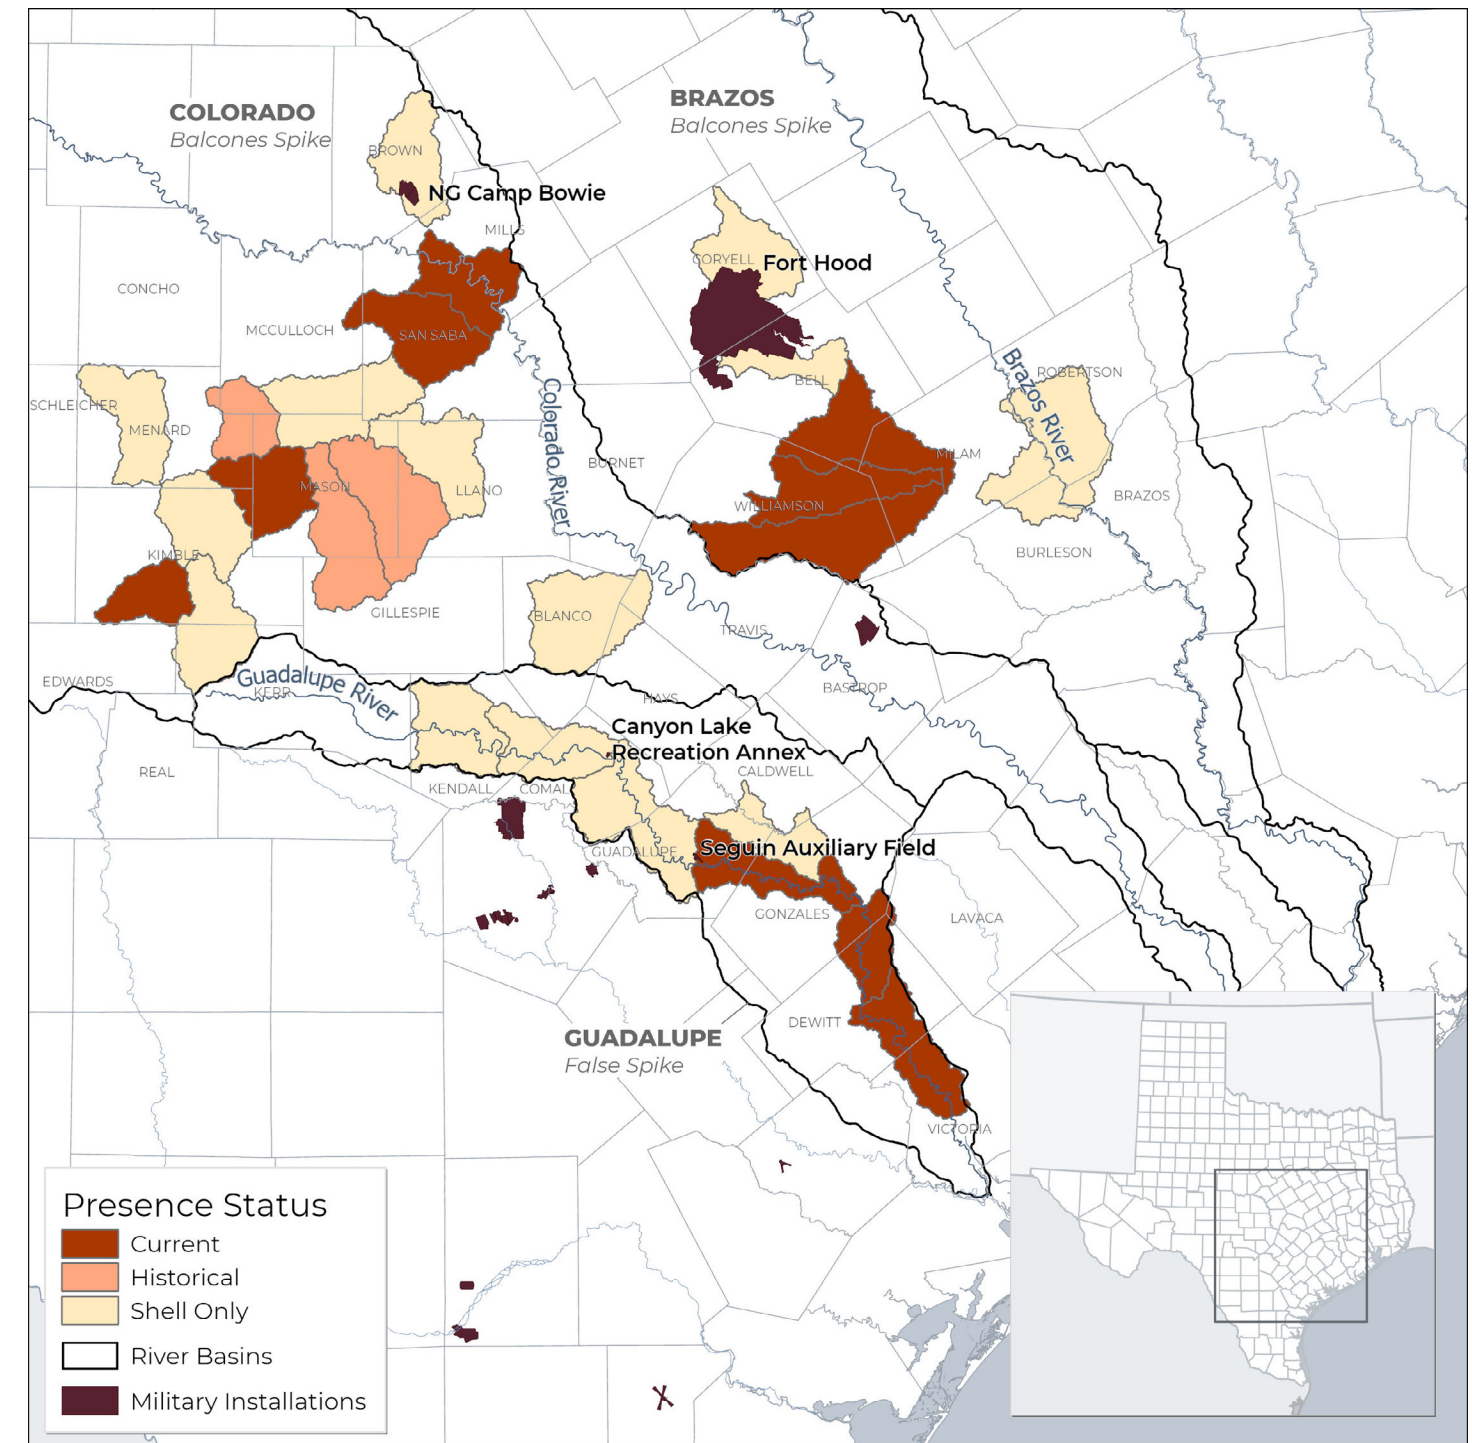 COLORADO
Balcones Spike
BRAZOS
Balcones Spike
BROWN
NG Camp Bowie
MILLS
CORYELL
Fort Hood
CONCHO
MCCULLOCH
SAN SABA
BELL
ROBERTSON
Brazos River
SCHLEICHER
MENARD
Colorado River
BURNET
MILAM
MASON
LLANO
WILLIAMSON
BRAZOS
KIMBLE
BURLESON
GILLESPIE
BLANCO
TRAVIS
EDWARDS
Guadalupe River
KERR
HAYS
BASTROP
Canyon Lake
Recreation Annex
REAL
KENDALL
COMAL
CALDWELL
GUADALUPE
Seguin Auxiliary Field
GONZALES
LAVACA
DEWITT
GUADALUPE
False Spike
VICTORIA
Presence Status
Current
Historical
Shell Only
River Basins
Military Installations